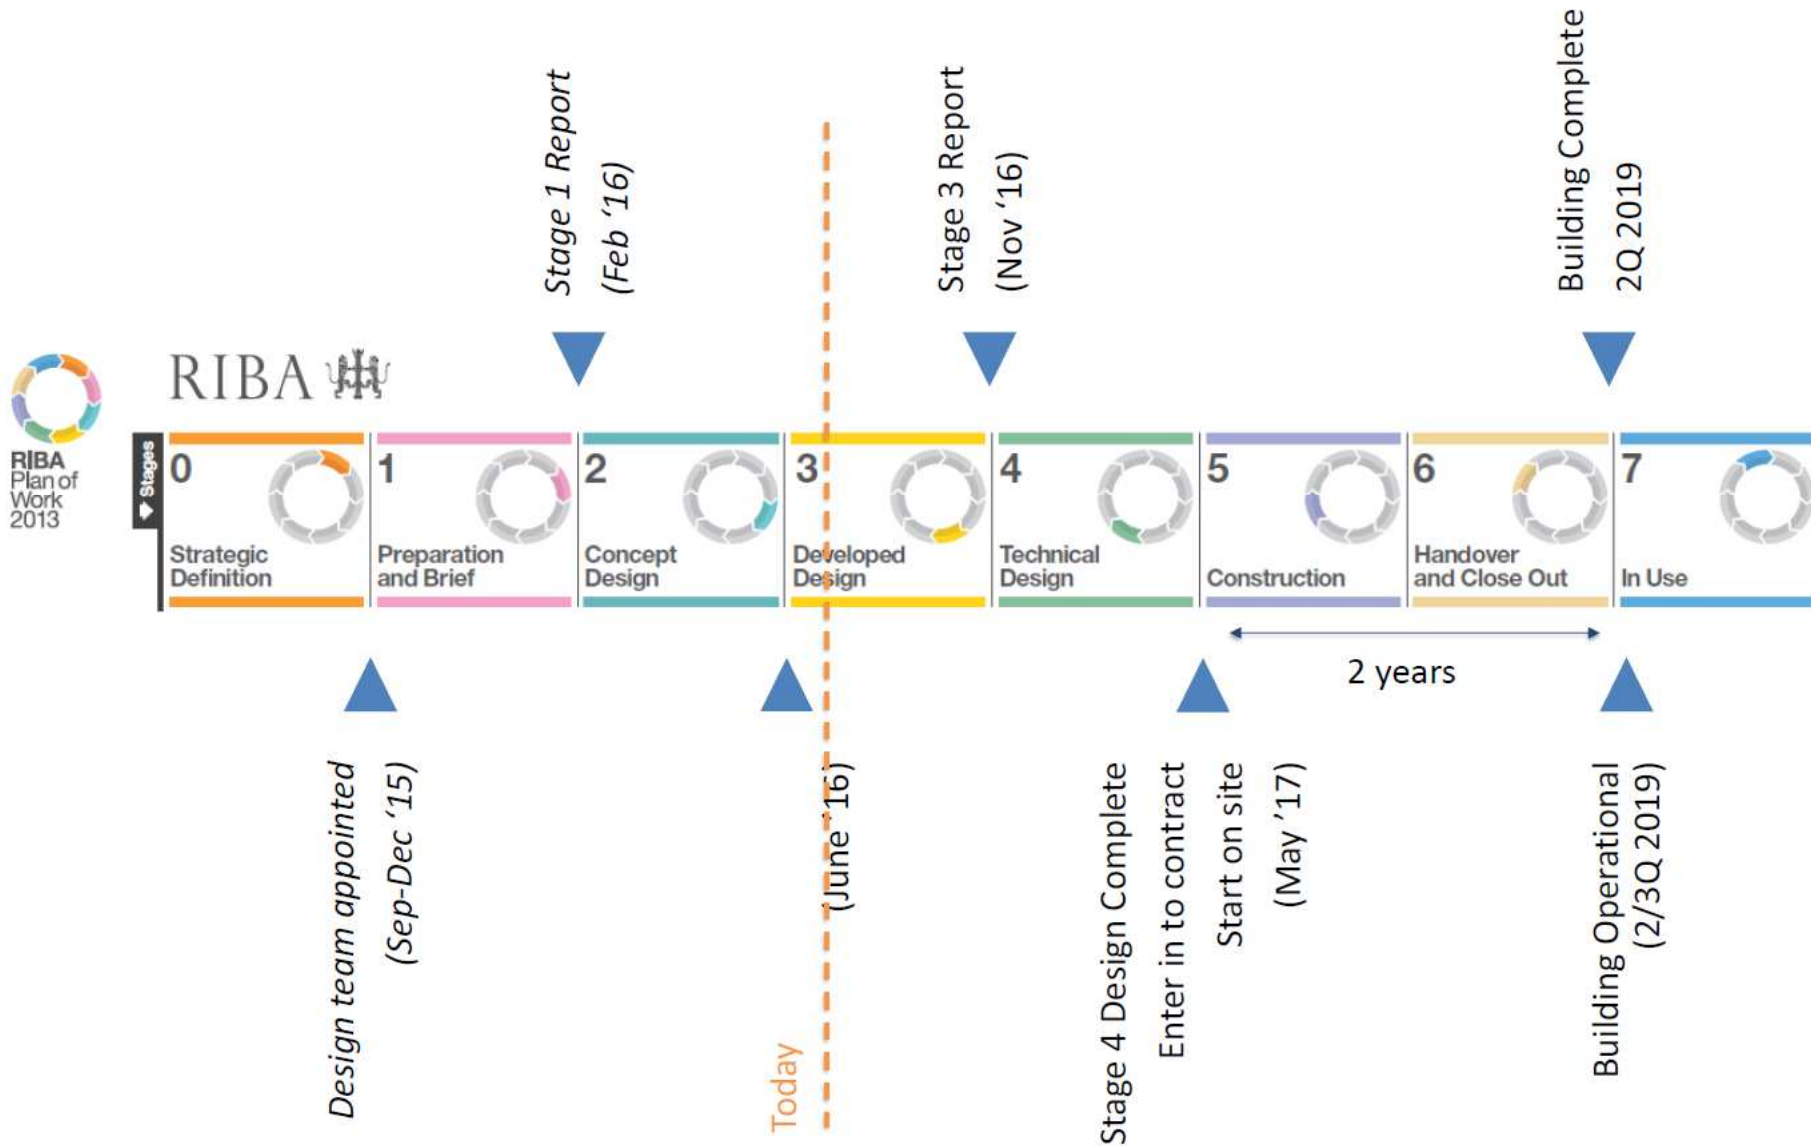 Stage 1 Report
(Feb ‘16)
Stage 3 Report
(Nov ‘16)
Building Complete
2Q 2019
RIBA
RIBA
Plan of
Work
2013
Stages
0
Strategic
Definition
1
Preparation
and Brief
2
Concept
Design
3
Developed
Design
4
Technical
Design
5
Construction
6
Handover
and Close Out
7
In Use
2 years
Design team appointed
(Sep-Dec ‘15)
(June ‘16)
Today
Stage 4 Design Complete
Enter in to contract
Start on site
(May ’17)
Building Operational
(2/3Q 2019)